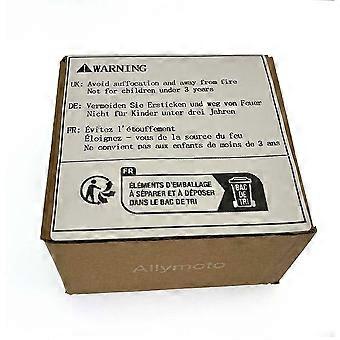 ⚠WARNING
UK: Avoid suffocation and away from fire
Not for children under 3 years
DE: Vermeiden Sie Ersticken und weg von Feuer
Nicht für Kinder unter drei Jahren
FR: Évitez l'étouffement
Éloignez - vous de la source du feu
Ne convient pas aux enfants de moins de 3 ans
FR
ÉLÉMENTS D'EMBALLAGE
À SÉPARER ET À DÉPOSER
DANS LE BAC DE TRI
BAC
DE
TRI
Allymoto